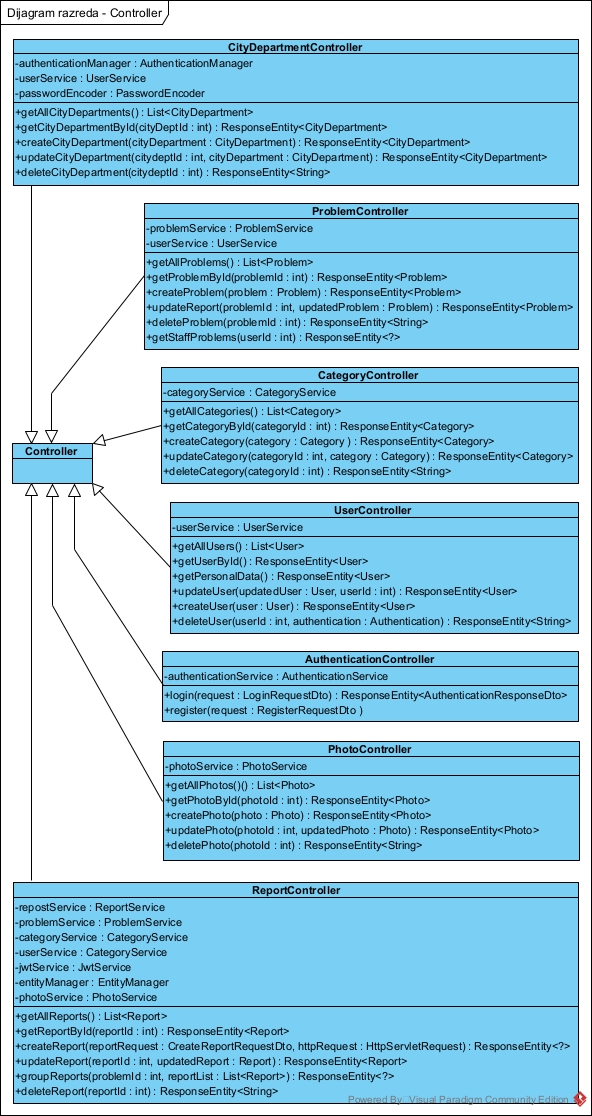 Dijagram razreda - Controller
CityDepartmentController
-authenticationManager : AuthenticationManager
-userService : UserService
-passwordEncoder : PasswordEncoder
+getAllCityDepartments() : List<CityDepartment>
+getCityDepartmentById(cityDeptId : int) : ResponseEntity<CityDepartment>
+createCityDepartment(cityDepartment : CityDepartment) : ResponseEntity<CityDepartment>
+updateCityDepartment(citydeptId : int, cityDepartment : CityDepartment) : ResponseEntity<CityDepartment>
+deleteCityDepartment(citydeptId : int) : ResponseEntity<String>
ProblemController
-problemService : ProblemService
-userService : UserService
+getAllProblems() : List<Problem>
+getProblemById(problemId : int) : ResponseEntity<Problem>
+createProblem(problem : Problem) : ResponseEntity<Problem>
+updateReport(problemId : int, updatedProblem : Problem) : ResponseEntity<Problem>
+deleteProblem(problemId : int) : ResponseEntity<String>
+getStaffProblems(userId : int) : ResponseEntity<?>
CategoryController
-categoryService : CategoryService
+getAllCategories() : List<Category>
+getCategoryById(categoryId : int) : ResponseEntity<Category>
+createCategory(category : Category ) : ResponseEntity<Category>
+updateCategory(categoryId : int, category : Category) : ResponseEntity<Category>
+deleteCategory(categoryId : int) : ResponseEntity<String>
Controller
UserController
-userService : UserService
+getAllUsers() : List<User>
+getUserById() : ResponseEntity<User>
+getPersonalData() : ResponseEntity<User>
+updateUser(updatedUser : User, userId : int) : ResponseEntity<User>
+createUser(user : User) : ResponseEntity<User>
+deleteUser(userId : int, authentication : Authentication) : ResponseEntity<String>
AuthenticationController
-authenticationService : AuthenticationService
+login(request : LoginRequestDto) : ResponseEntity<AuthenticationResponseDto>
+register(request : RegisterRequestDto )
PhotoController
-photoService : PhotoService
+getAllPhotos()() : List<Photo>
+getPhotoById(photoId : int) : ResponseEntity<Photo>
+createPhoto(photo : Photo) : ResponseEntity<Photo>
+updatePhoto(photoId : int, updatedPhoto : Photo) : ResponseEntity<Photo>
+deletePhoto(photoId : int) : ResponseEntity<String>
ReportController
-repostService : ReportService
-problemService : ProblemService
-categoryService : CategoryService
-userService : CategoryService
-jwtService : JwtService
-entityManager : EntityManager
-photoService : PhotoService
+getAllReports() : List<Report>
+getReportById(reportId : int) : ResponseEntity<Report>
+createReport(reportRequest : CreateReportRequestDto, httpRequest : HttpServletRequest) : ResponseEntity<?>
+updateReport(reportId : int, updatedReport : Report) : ResponseEntity<Report>
+groupReports(problemId : int, reportList : List<Report>) : ResponseEntity<?>
+deleteReport(reportId : int) : ResponseEntity<String>
Powered By: Visual Paradigm Community Edition